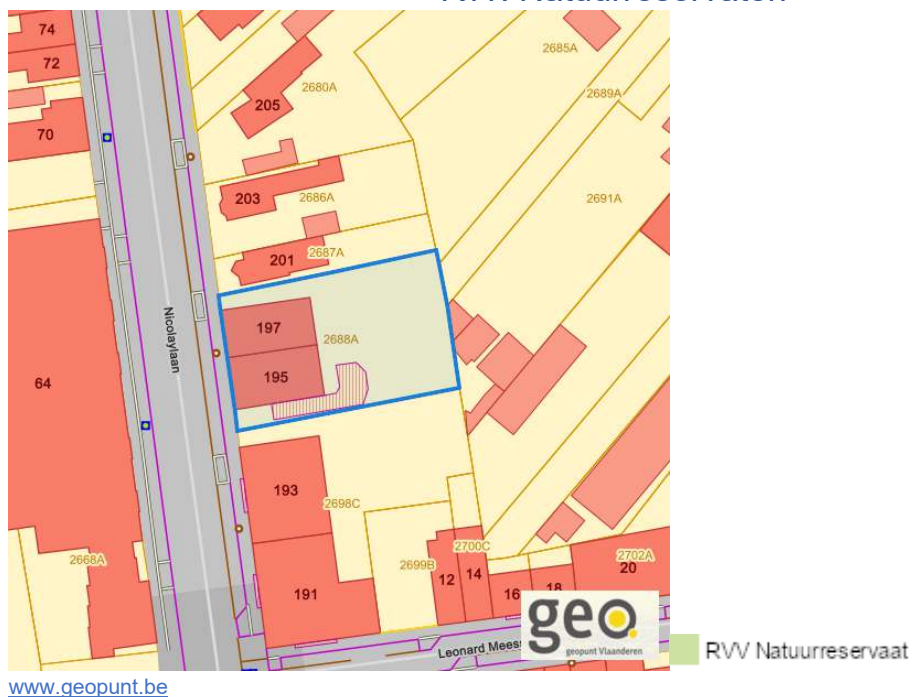 74
72
70
2685A
2680A
205
2689A
203
2686A
2691A
201
2687A
Nicolaylaan
197
2688A
195
64
193
2698C
2668A
2699B
2700C
2702A
12
14
16
18
20
191
geo.
geopunt Vlaanderen
Leonard Meess
RVV Natuurreservaat
www.geopunt.be